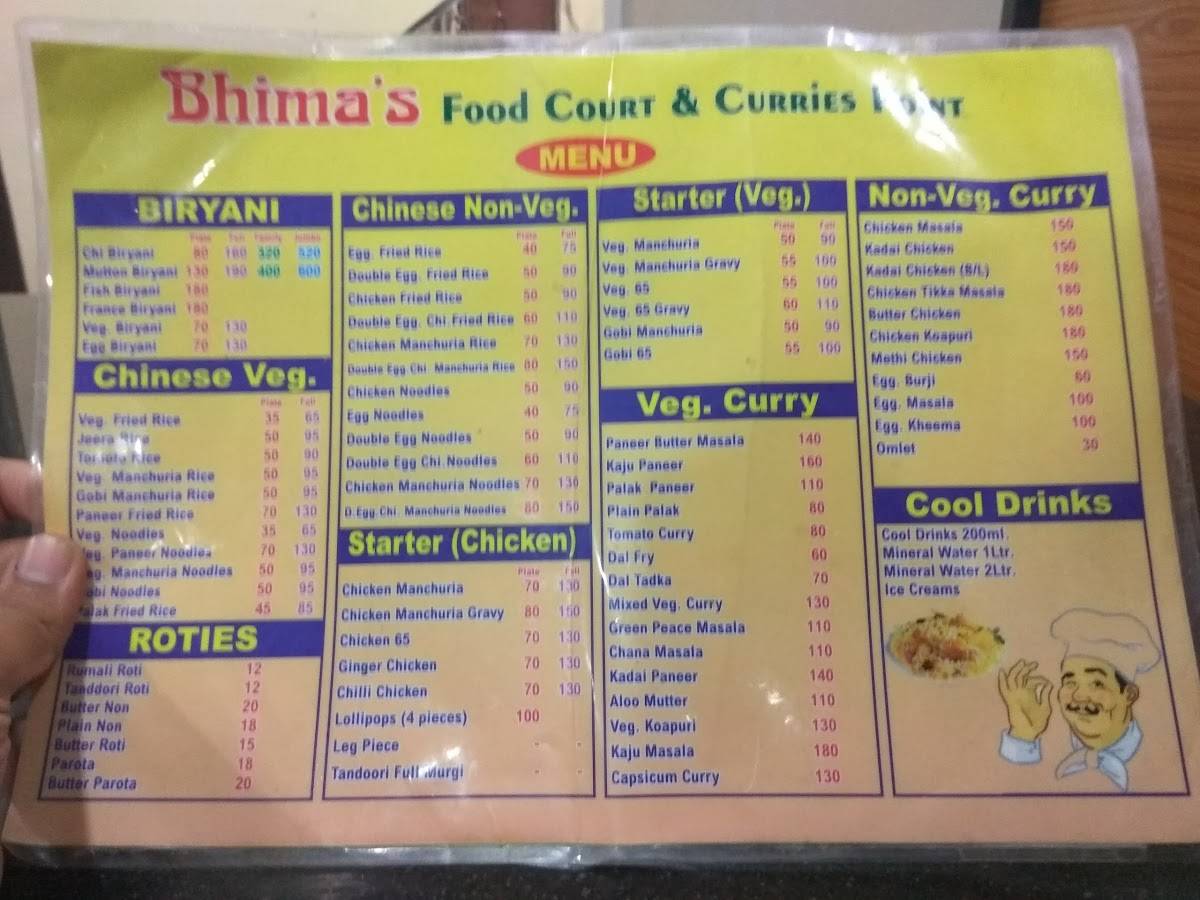 Bhima's Food Court & Curries Point
MENU
BIRYANI
Plate Full Family Jumbo
Chi Biryani 80 160 320 520
Mutton Biryani 130 190 400 600
Fish Biryani 180
France Biryani 180
Veg. Biryani 70 130
Egg Biryani 70 130
Chinese Veg.
Plate Full
Veg. Fried Rice 35 65
Jeera Rice 50 95
Tomoto Rice 50 90
Veg. Manchuria Rice 50 95
Gobi Manchuria Rice 50 95
Paneer Fried Rice 70 130
Veg. Noodles 35 65
Veg. Paneer Noodles 70 130
Veg. Manchuria Noodles 50 95
Gobi Noodles 50 95
Palak Fried Rice 45 85
ROTIES
Rumali Roti 12
Tanddori Roti 12
Butter Non 20
Plain Non 18
Butter Roti 15
Parota 18
Butter Parota 20
Chinese Non-Veg.
Plate Full
Egg. Fried Rice 40 75
Double Egg. Fried Rice 50 90
Chicken Fried Rice 50 90
Double Egg. Chi.Fried Rice 60 110
Chicken Manchuria Rice 70 130
Double Egg.Chi. Manchuria Rice 80 150
Chicken Noodles 50 90
Egg Noodles 40 75
Double Egg Noodles 50 90
Double Egg Chi.Noodles 60 110
Chicken Manchuria Noodles 70 130
D.Egg.Chi. Manchuria Noodles 80 150
Starter (Chicken)
Plate Full
Chicken Manchuria 70 130
Chicken Manchuria Gravy 80 150
Chicken 65 70 130
Ginger Chicken 70 130
Chilli Chicken 70 130
Lollipops (4 pieces) 100
Leg Piece - -
Tandoori Full Murgi - -
Starter (Veg.)
Plate Full
Veg. Manchuria 50 90
Veg. Manchuria Gravy 55 100
Veg. 65 55 100
Veg. 65 Gravy 60 110
Gobi Manchuria 50 90
Gobi 65 55 100
Veg. Curry
Paneer Butter Masala 140
Kaju Paneer 160
Palak Paneer 110
Plain Palak 80
Tomato Curry 80
Dal Fry 60
Dal Tadka 70
Mixed Veg. Curry 130
Green Peace Masala 110
Chana Masala 110
Kadai Paneer 140
Aloo Mutter 110
Veg. Koapuri 130
Kaju Masala 180
Capsicum Curry 130
Non-Veg. Curry
Chicken Masala 150
Kadai Chicken 150
Kadai Chicken (B/L) 180
Chicken Tikka Masala 180
Butter Chicken 180
Chicken Koapuri 180
Methi Chicken 150
Egg. Burji 60
Egg. Masala 100
Egg. Kheema 100
Omlet 30
Cool Drinks
Cool Drinks 200ml.
Mineral Water 1Ltr.
Mineral Water 2Ltr.
Ice Creams